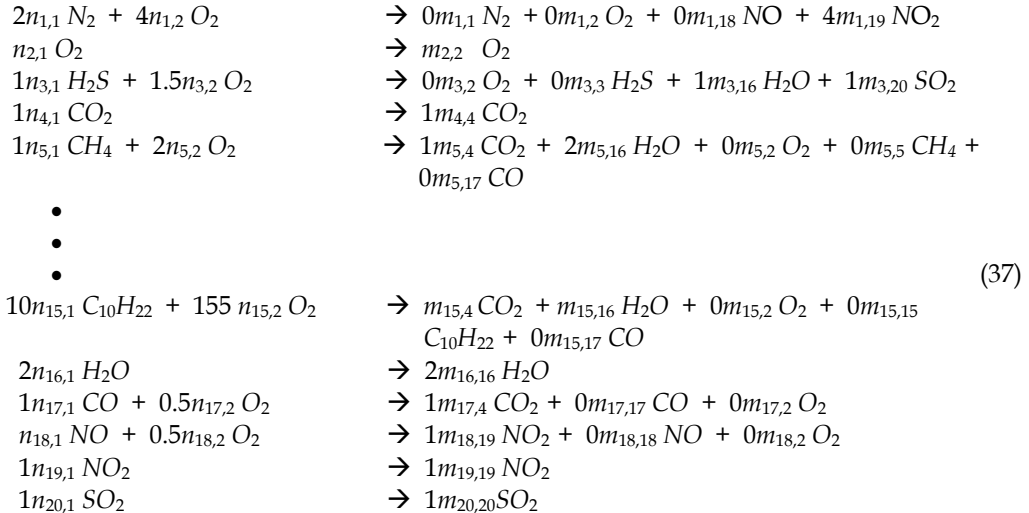 2n1,1 N2 + 4n1,2 O2 → 0m1,1 N2 + 0m1,2 O2 + 0m1,18 NO + 4m1,19 NO2
n2,1 O2 → m2,2 O2
1n3,1 H2S + 1.5n3,2 O2 → 0m3,2 O2 + 0m3,3 H2S + 1m3,16 H2O + 1m3,20 SO2
1n4,1 CO2 → 1m4,4 CO2
1n5,1 CH4 + 2n5,2 O2 → 1m5,4 CO2 + 2m5,16 H2O + 0m5,2 O2 + 0m5,5 CH4 +
0m5,17 CO
•
•
• (37)
10n15,1 C10H22 + 155 n15,2 O2 → m15,4 CO2 + m15,16 H2O + 0m15,2 O2 + 0m15,15
C10H22 + 0m15,17 CO
2n16,1 H2O → 2m16,16 H2O
1n17,1 CO + 0.5n17,2 O2 → 1m17,4 CO2 + 0m17,17 CO + 0m17,2 O2
n18,1 NO + 0.5n18,2 O2 → 1m18,19 NO2 + 0m18,18 NO + 0m18,2 O2
1n19,1 NO2 → 1m19,19 NO2
1n20,1 SO2 → 1m20,20SO2